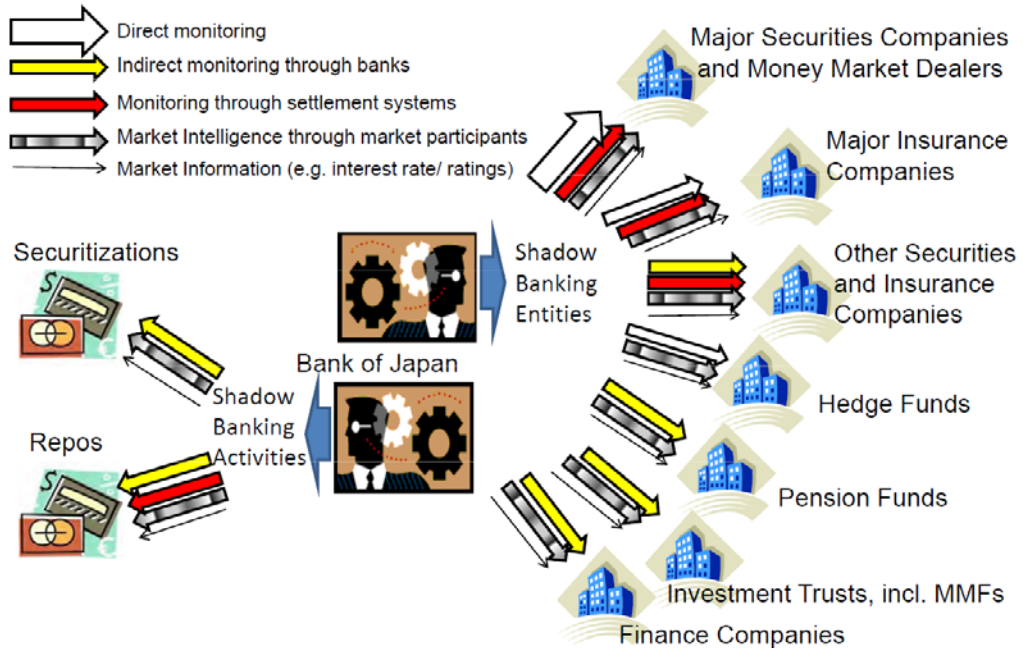 Direct monitoring
Indirect monitoring through banks
Monitoring through settlement systems
Market Intelligence through market participants
Market Information (e.g. interest rate/ ratings)
Major Securities Companies
and Money Market Dealers
Major Insurance
Companies
Other Securities
and Insurance
Companies
Hedge Funds
Pension Funds
Investment Trusts, incl. MMFs
Finance Companies
Shadow
Banking
Entities
Bank of Japan
Shadow
Banking
Activities
Securitizations
$
€
Repos
$
€